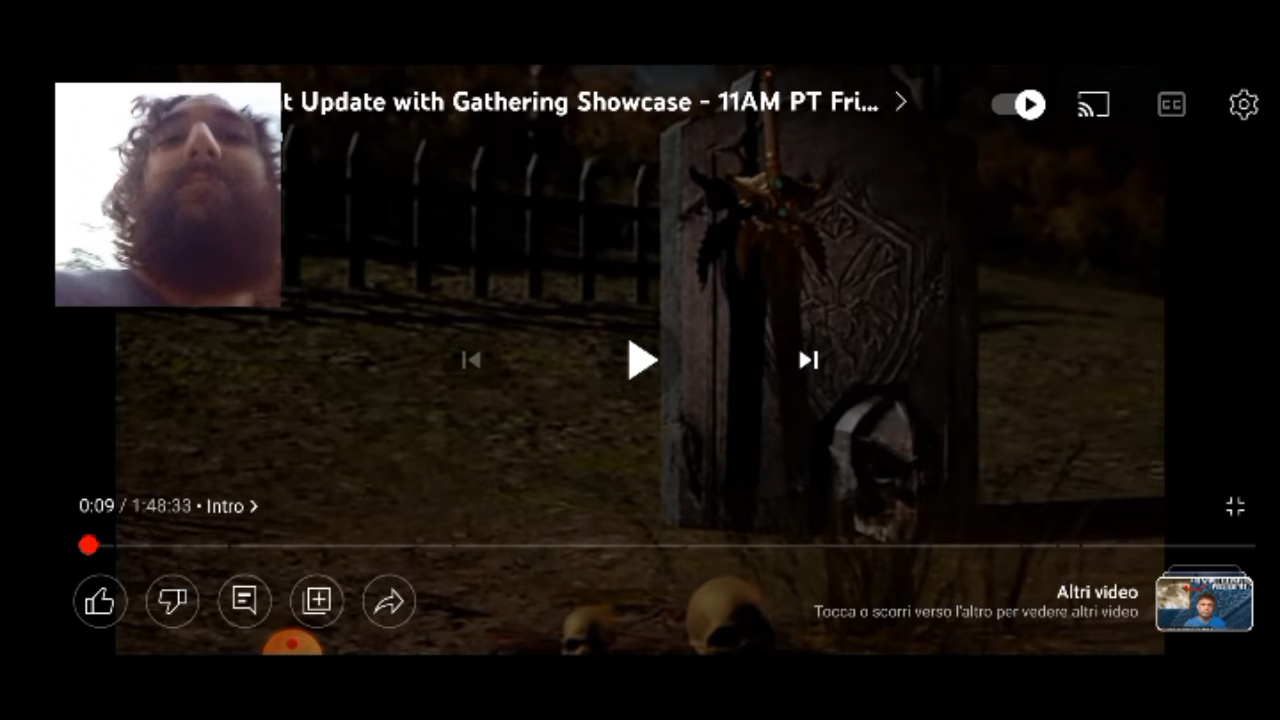 t Update with Gathering Showcase - 11AM PT Fri...
CC
0:09 / 1:48:33 • Intro
Altri video
Tocca o scorri verso l'altro per vedere altri video